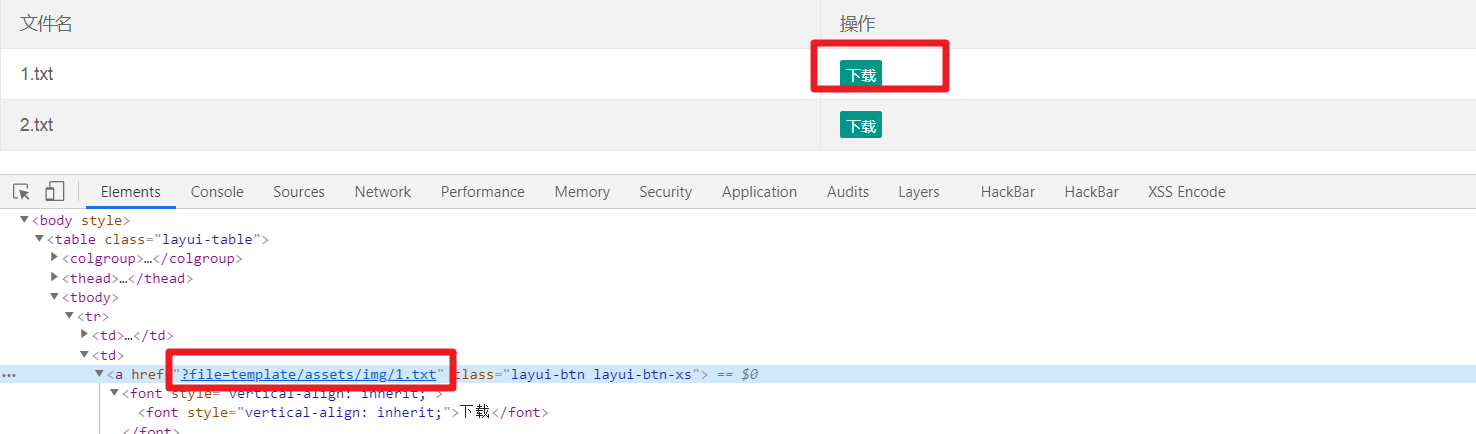 文件名 操作
1.txt 下载
2.txt 下载
Elements Console Sources Network Performance Memory Security Application Audits Layers HackBar HackBar XSS Encode
▼<body style>
▼<table class="layui-table">
▶<colgroup>…</colgroup>
▶<thead>…</thead>
▼<tbody>
▼<tr>
▶<td>…</td>
▼<td>
… ▼<a href "?file=template/assets/img/1.txt" class="layui-btn layui-btn-xs"> == $0
▼<font style="vertical-align: inherit;">
<font style="vertical-align: inherit;">下载</font>
</font>